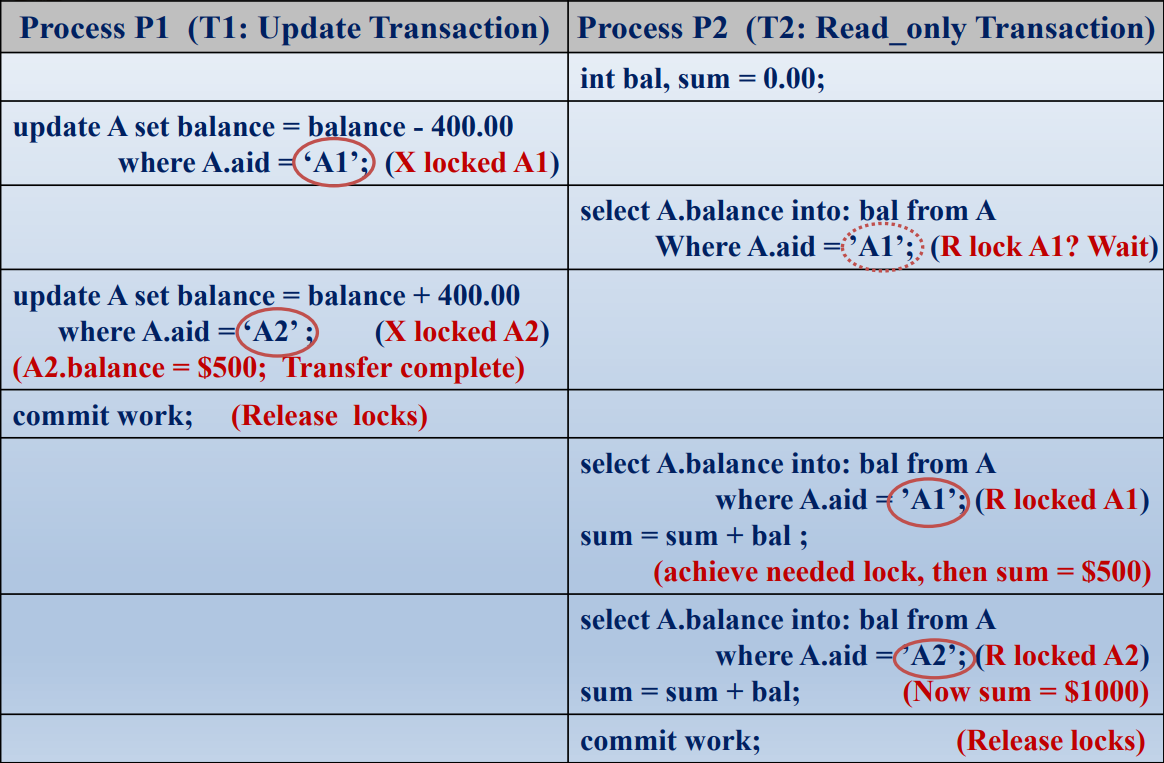 Process P1 (T1: Update Transaction)
Process P2 (T2: Read_only Transaction)
int bal, sum = 0.00;
update A set balance = balance - 400.00
where A.aid = ‘A1’; (X locked A1)
select A.balance into: bal from A
Where A.aid = ’A1’; (R lock A1? Wait)
update A set balance = balance + 400.00
where A.aid = ‘A2’ ; (X locked A2)
(A2.balance = $500; Transfer complete)
commit work; (Release locks)
select A.balance into: bal from A
where A.aid = ’A1’; (R locked A1)
sum = sum + bal ;
(achieve needed lock, then sum = $500)
select A.balance into: bal from A
where A.aid = ’A2’; (R locked A2)
sum = sum + bal; (Now sum = $1000)
commit work; (Release locks)